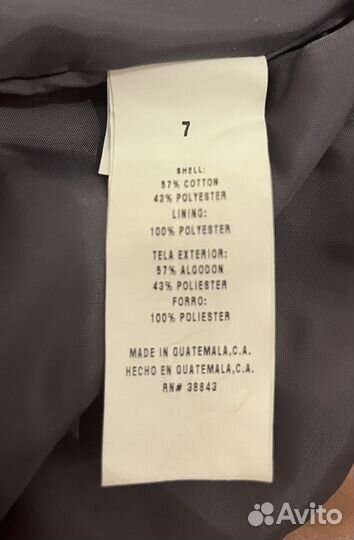 7
SHELL:
57% COTTON
43% POLYESTER
LINING:
100% POLYESTER
TELA EXTERIOR:
57% ALGODON
43% POLIESTER
FORRO:
100% POLIESTER
MADE IN GUATEMALA,C.A.
HECHO EN GUATEMALA,C.A.
RN# 38843
Avito